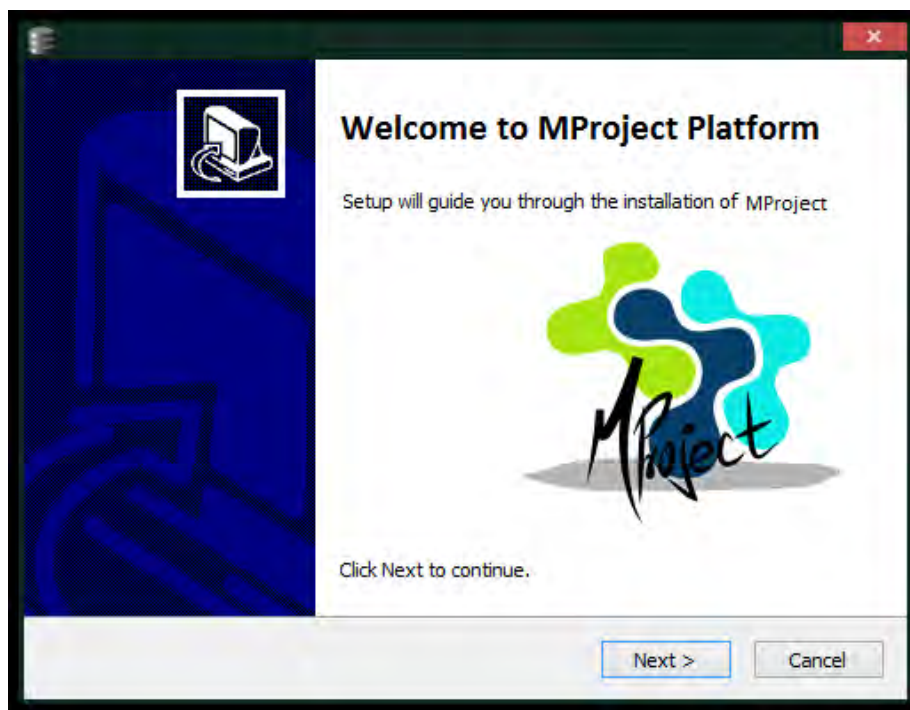 Welcome to MProject Platform
Setup will guide you through the installation of MProject
MProject
Click Next to continue.
Next >
Cancel